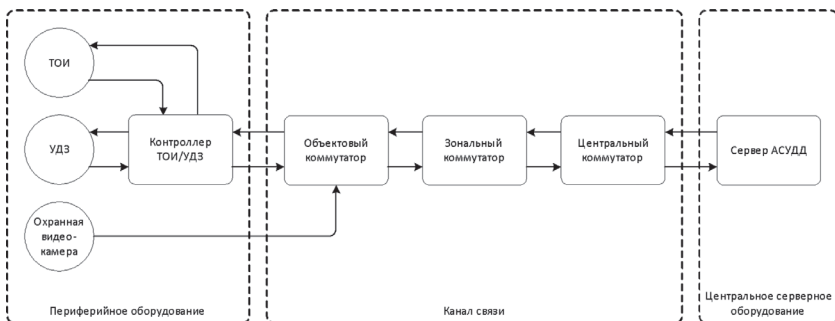 ТОИ
УДЗ
Охранная
видео-
камера
Контроллер
ТОИ/УДЗ
Объектовый
коммутатор
Зональный
коммутатор
Центральный
коммутатор
Сервер АСУДД
Периферийное оборудование
Канал связи
Центральное серверное
оборудование